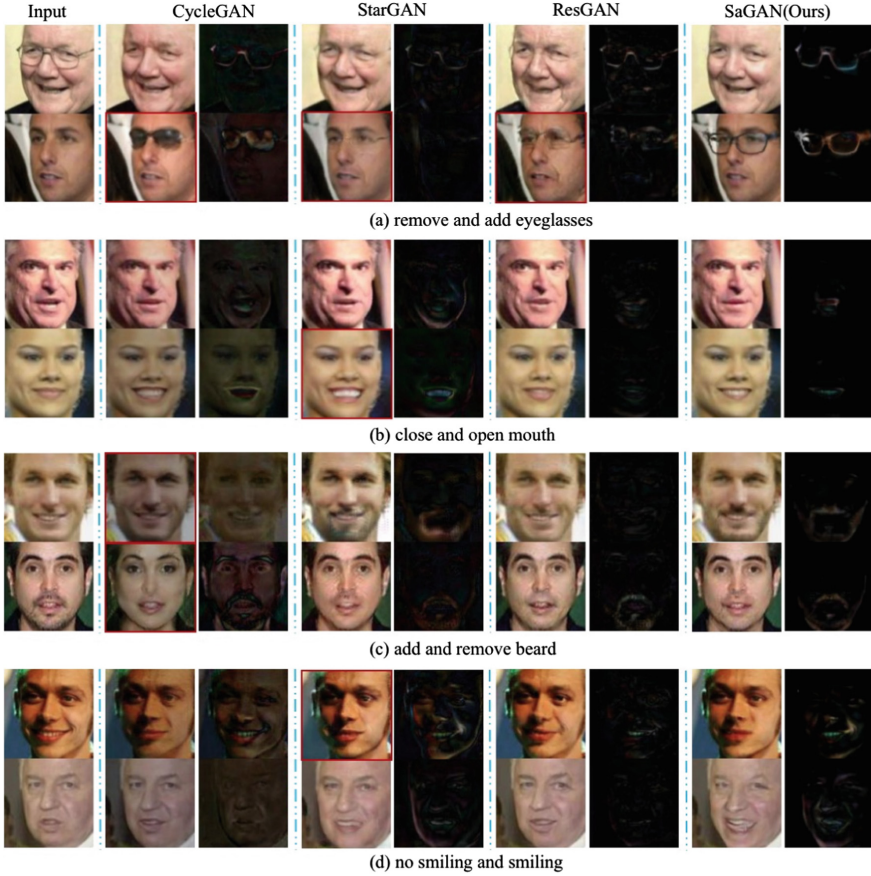 Input CycleGAN StarGAN ResGAN SaGAN(Ours)
(a) remove and add eyeglasses
(b) close and open mouth
(c) add and remove beard
(d) no smiling and smiling